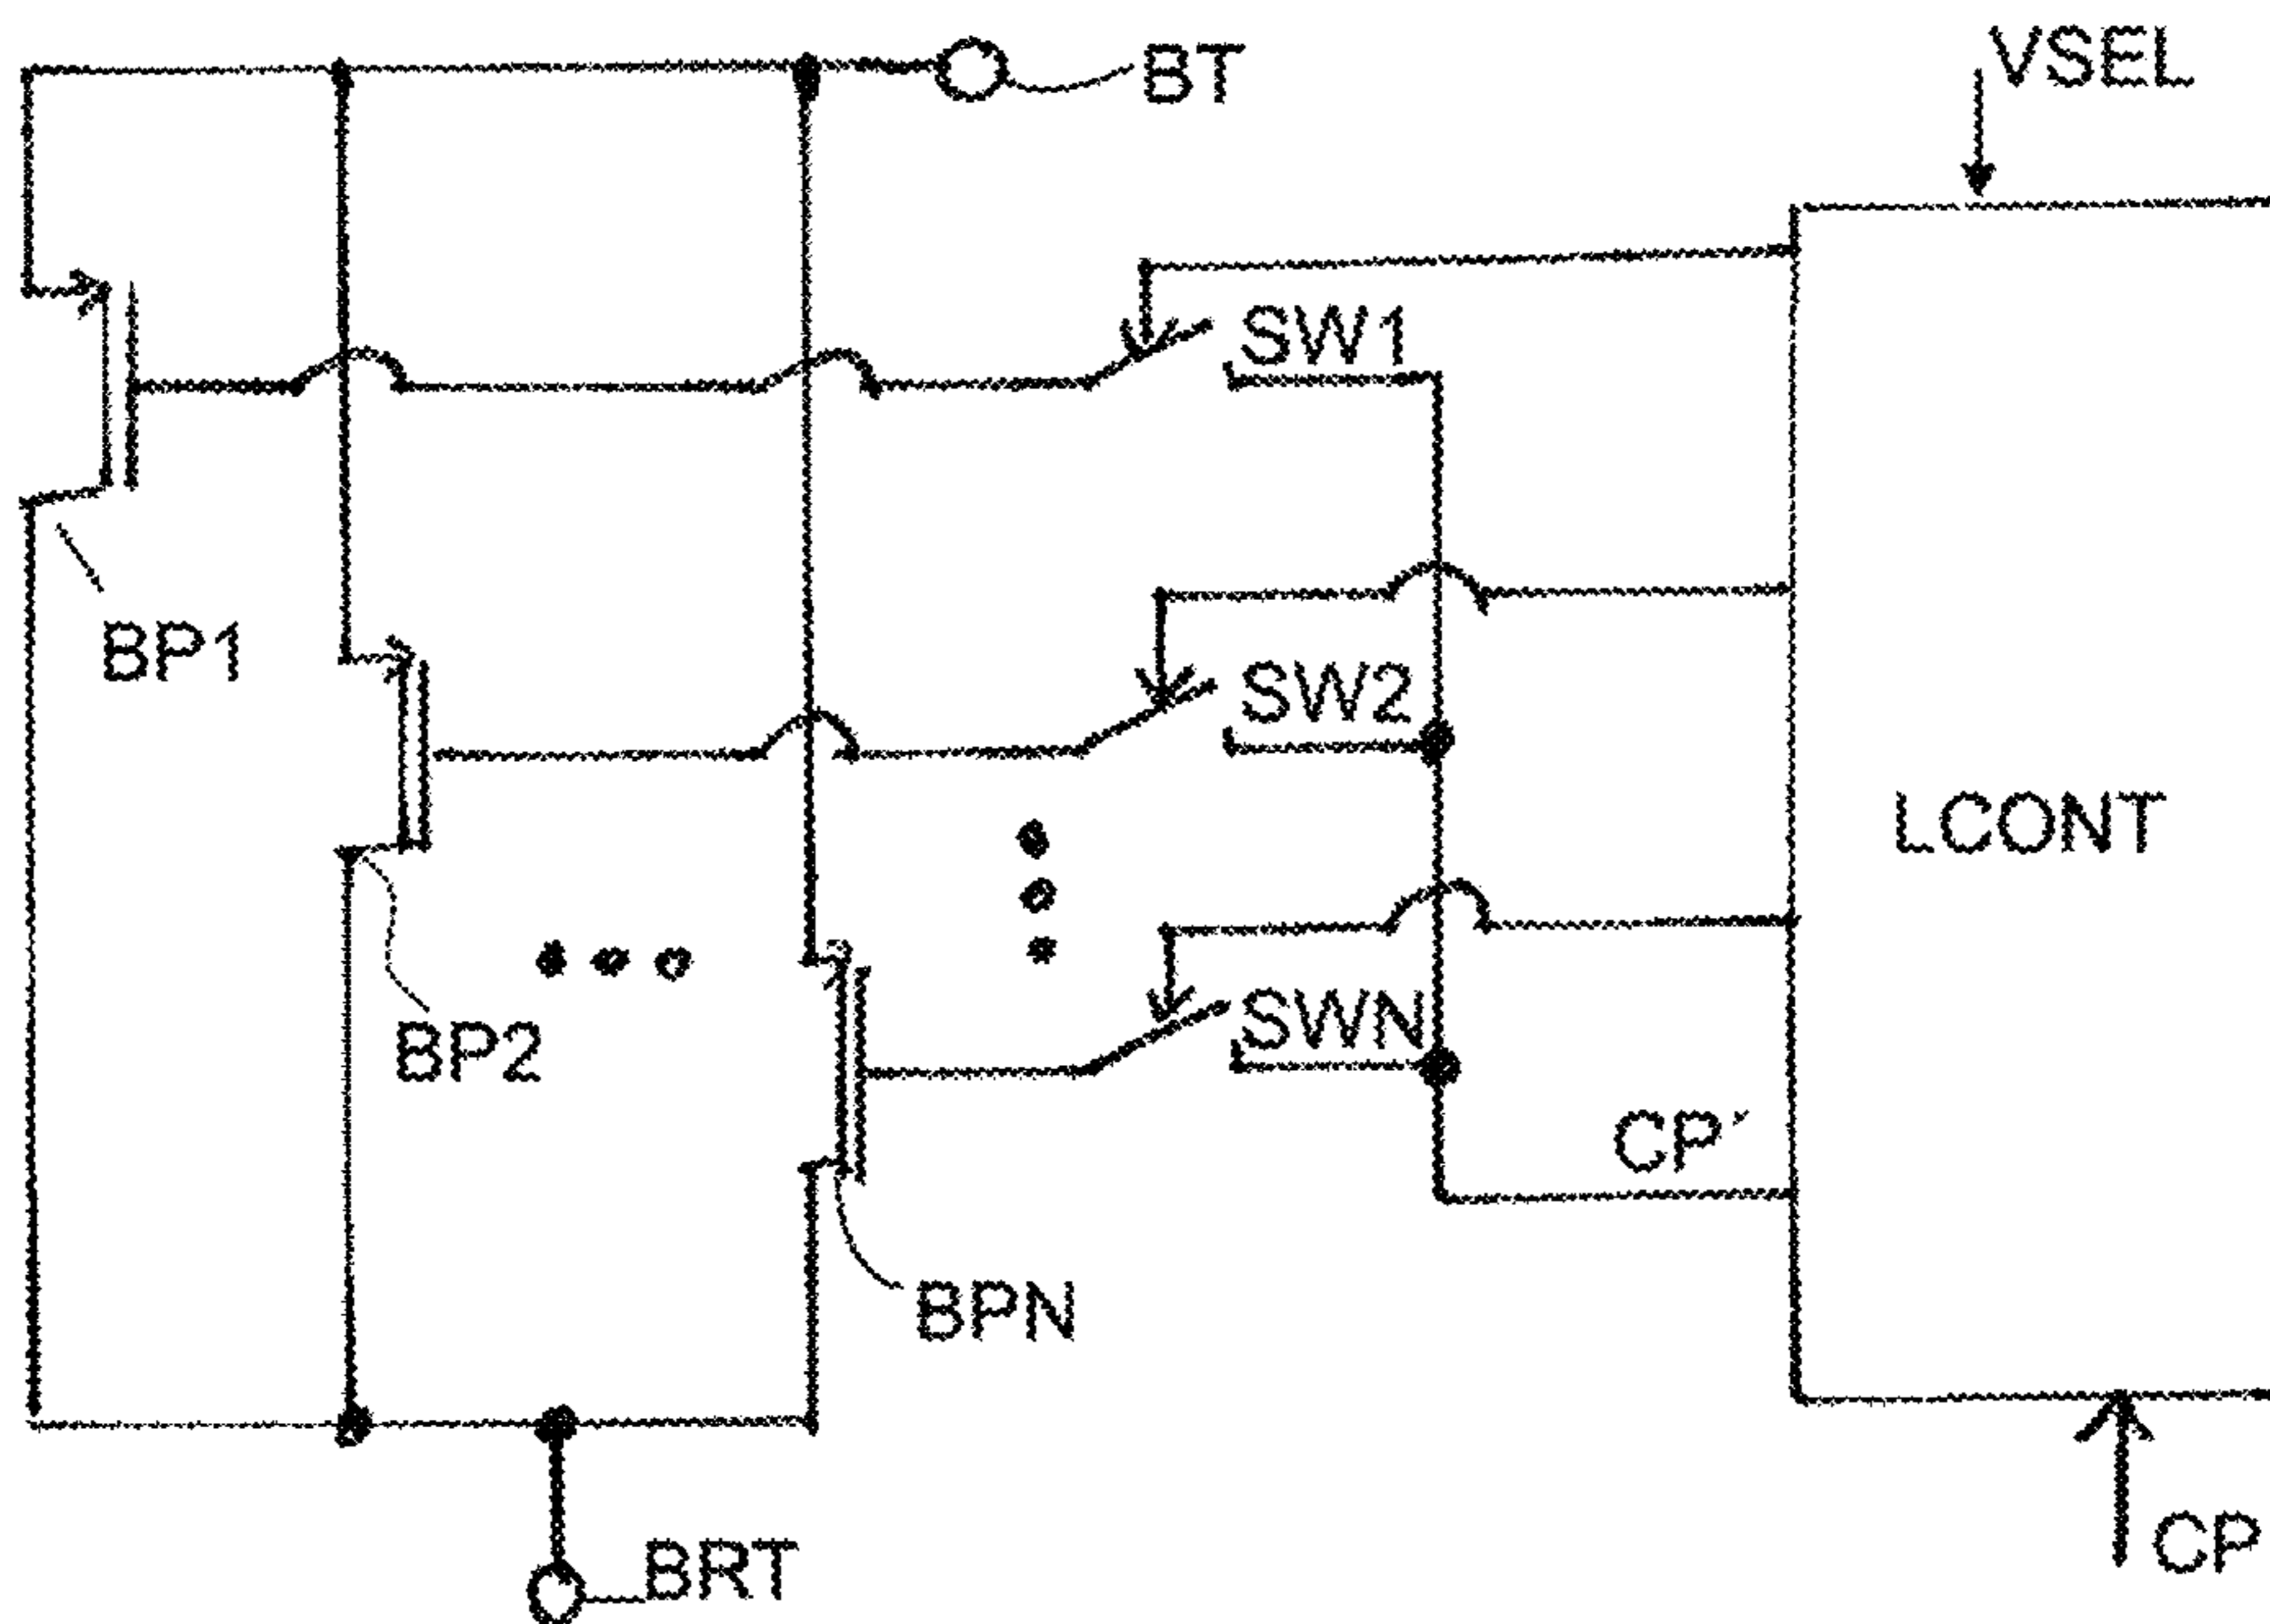 BT
VSEL
SW1
BP1
SW2
LCONT
SWN
BP2
CP'
BPN
BRT
CP